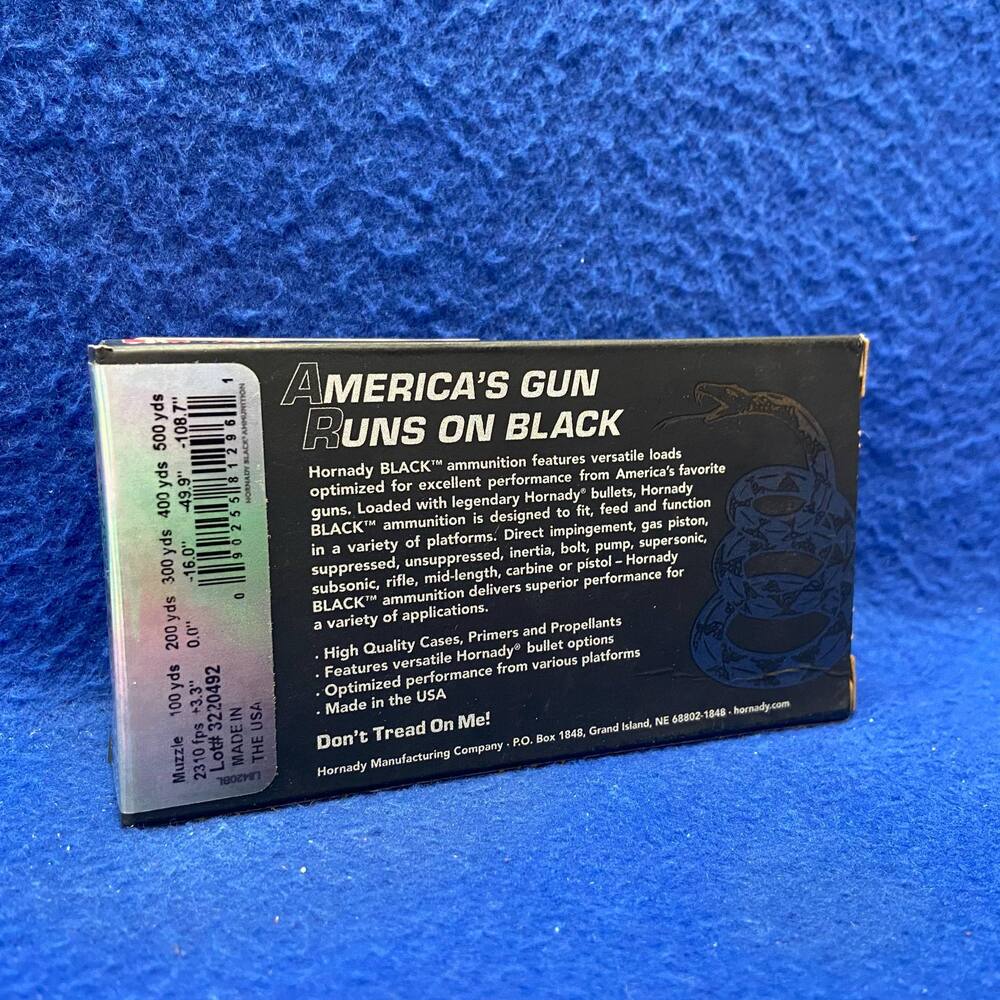 AMERICA'S GUN
RUNS ON BLACK
Hornady BLACK™ ammunition features versatile loads
optimized for excellent performance from America's favorite
guns. Loaded with legendary Hornady® bullets, Hornady
BLACK™ ammunition is designed to fit, feed and function
in a variety of platforms. Direct impingement, gas piston,
suppressed, unsuppressed, inertia, bolt, pump, supersonic,
subsonic, rifle, mid-length, carbine or pistol – Hornady
BLACK™ ammunition delivers superior performance for
a variety of applications.
. High Quality Cases, Primers and Propellants
. Features versatile Hornady® bullet options
. Optimized performance from various platforms
. Made in the USA
Don't Tread On Me!
Hornady Manufacturing Company · P.O. Box 1848, Grand Island, NE 68802-1848 · hornady.com
Muzzle 100 yds 200 yds 300 yds 400 yds 500 yds
2310 fps +3.3" 0.0" -16.0" -49.9" -108.7"
Lot# 3220492
MADE IN
THE USA
0 90255 81296 1
HORNADY BLACK® AMMUNITION